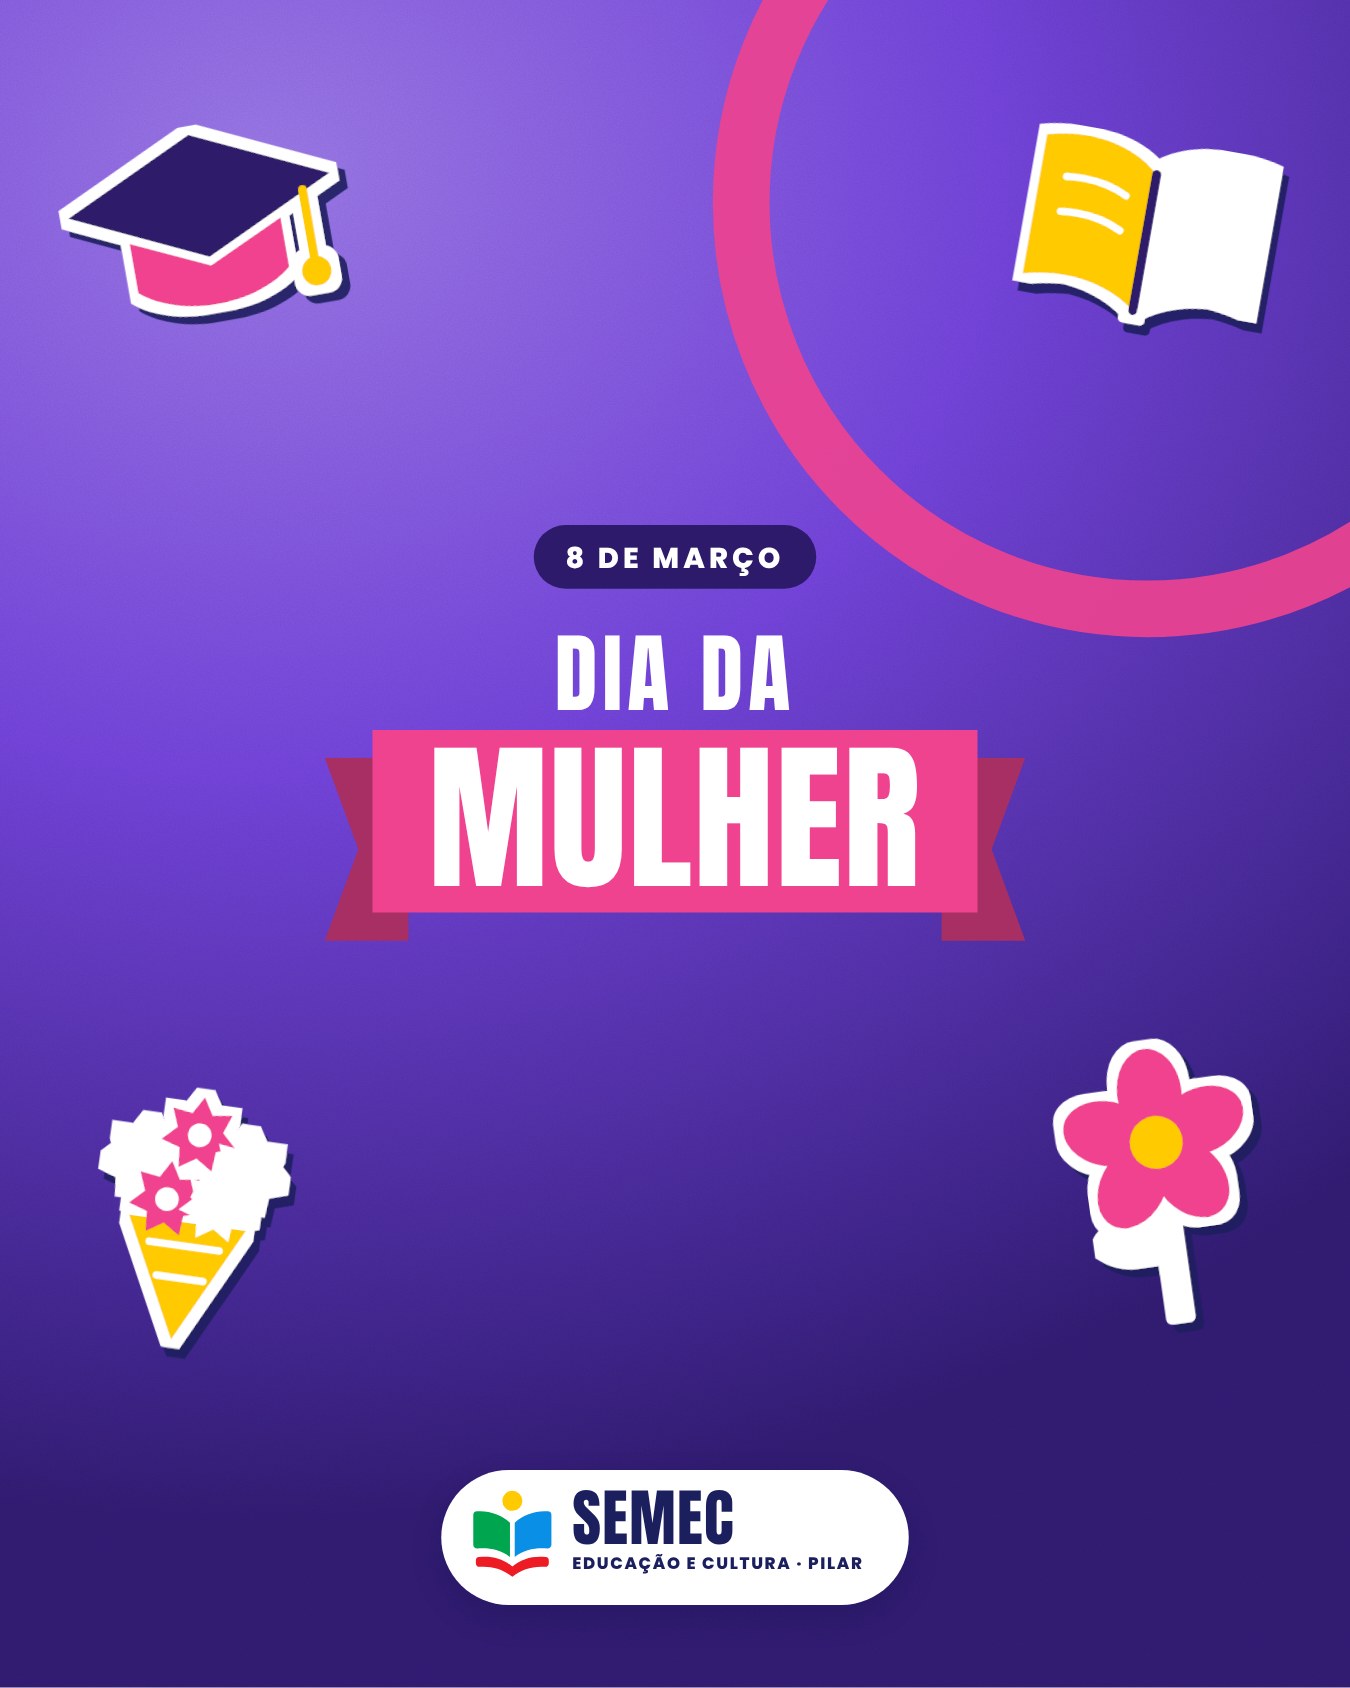 8 DE MARÇO
DIA DA
MULHER
SEMEC
EDUCAÇÃO E CULTURA · PILAR